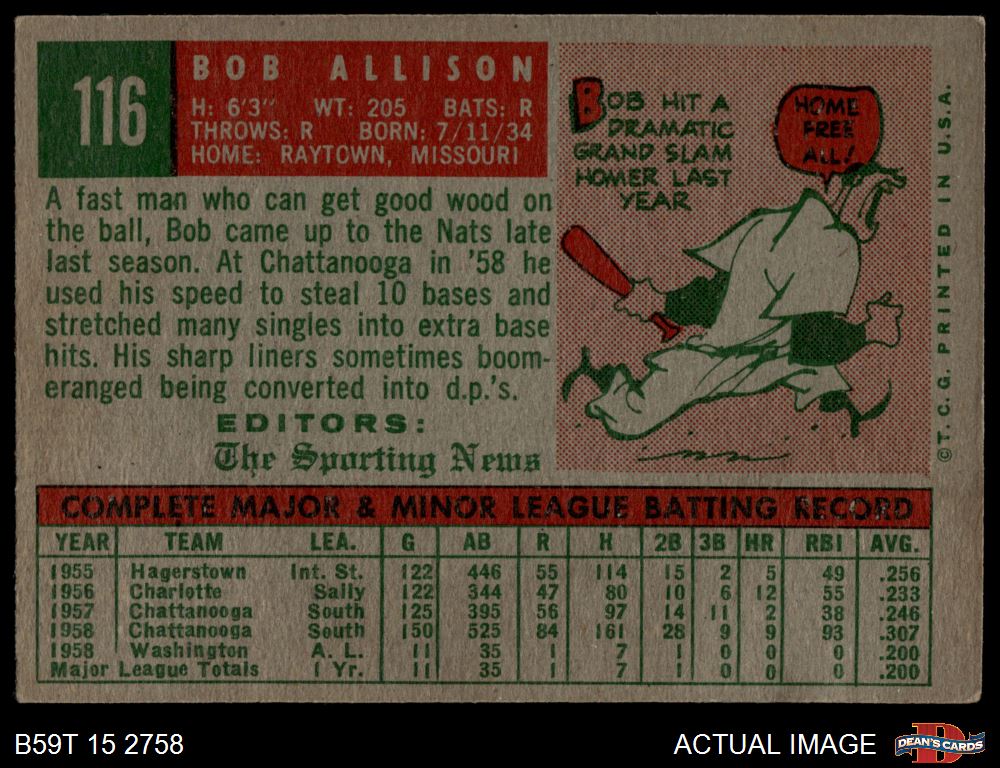 116
BOB ALLISON
H: 6'3" WT: 205 BATS: R
THROWS: R BORN: 7/11/34
HOME: RAYTOWN, MISSOURI
A fast man who can get good wood on
the ball, Bob came up to the Nats late
last season. At Chattanooga in '58 he
used his speed to steal 10 bases and
stretched many singles into extra base
hits. His sharp liners sometimes boom-
eranged being converted into d.p.'s.
EDITORS:
The Sporting News
BOB HIT A
DRAMATIC
GRAND SLAM
HOMER LAST
YEAR
HOME
FREE
ALL!
©T.C.G. PRINTED IN U.S.A.
COMPLETE MAJOR & MINOR LEAGUE BATTING RECORD
YEAR TEAM LEA. G AB R H 2B 3B HR RBI AVG.
1955 Hagerstown Int. St. 122 446 55 114 15 2 5 49 .256
1956 Charlotte Sally 122 344 47 80 10 6 12 55 .233
1957 Chattanooga South 125 395 56 97 14 11 2 38 .246
1958 Chattanooga South 150 525 84 161 28 9 9 93 .307
1958 Washington A. L. 11 35 1 7 1 0 0 0 .200
Major League Totals 1 Yr. 11 35 1 7 1 0 0 0 .200
B59T 15 2758
ACTUAL IMAGE
DEAN'S CARDS